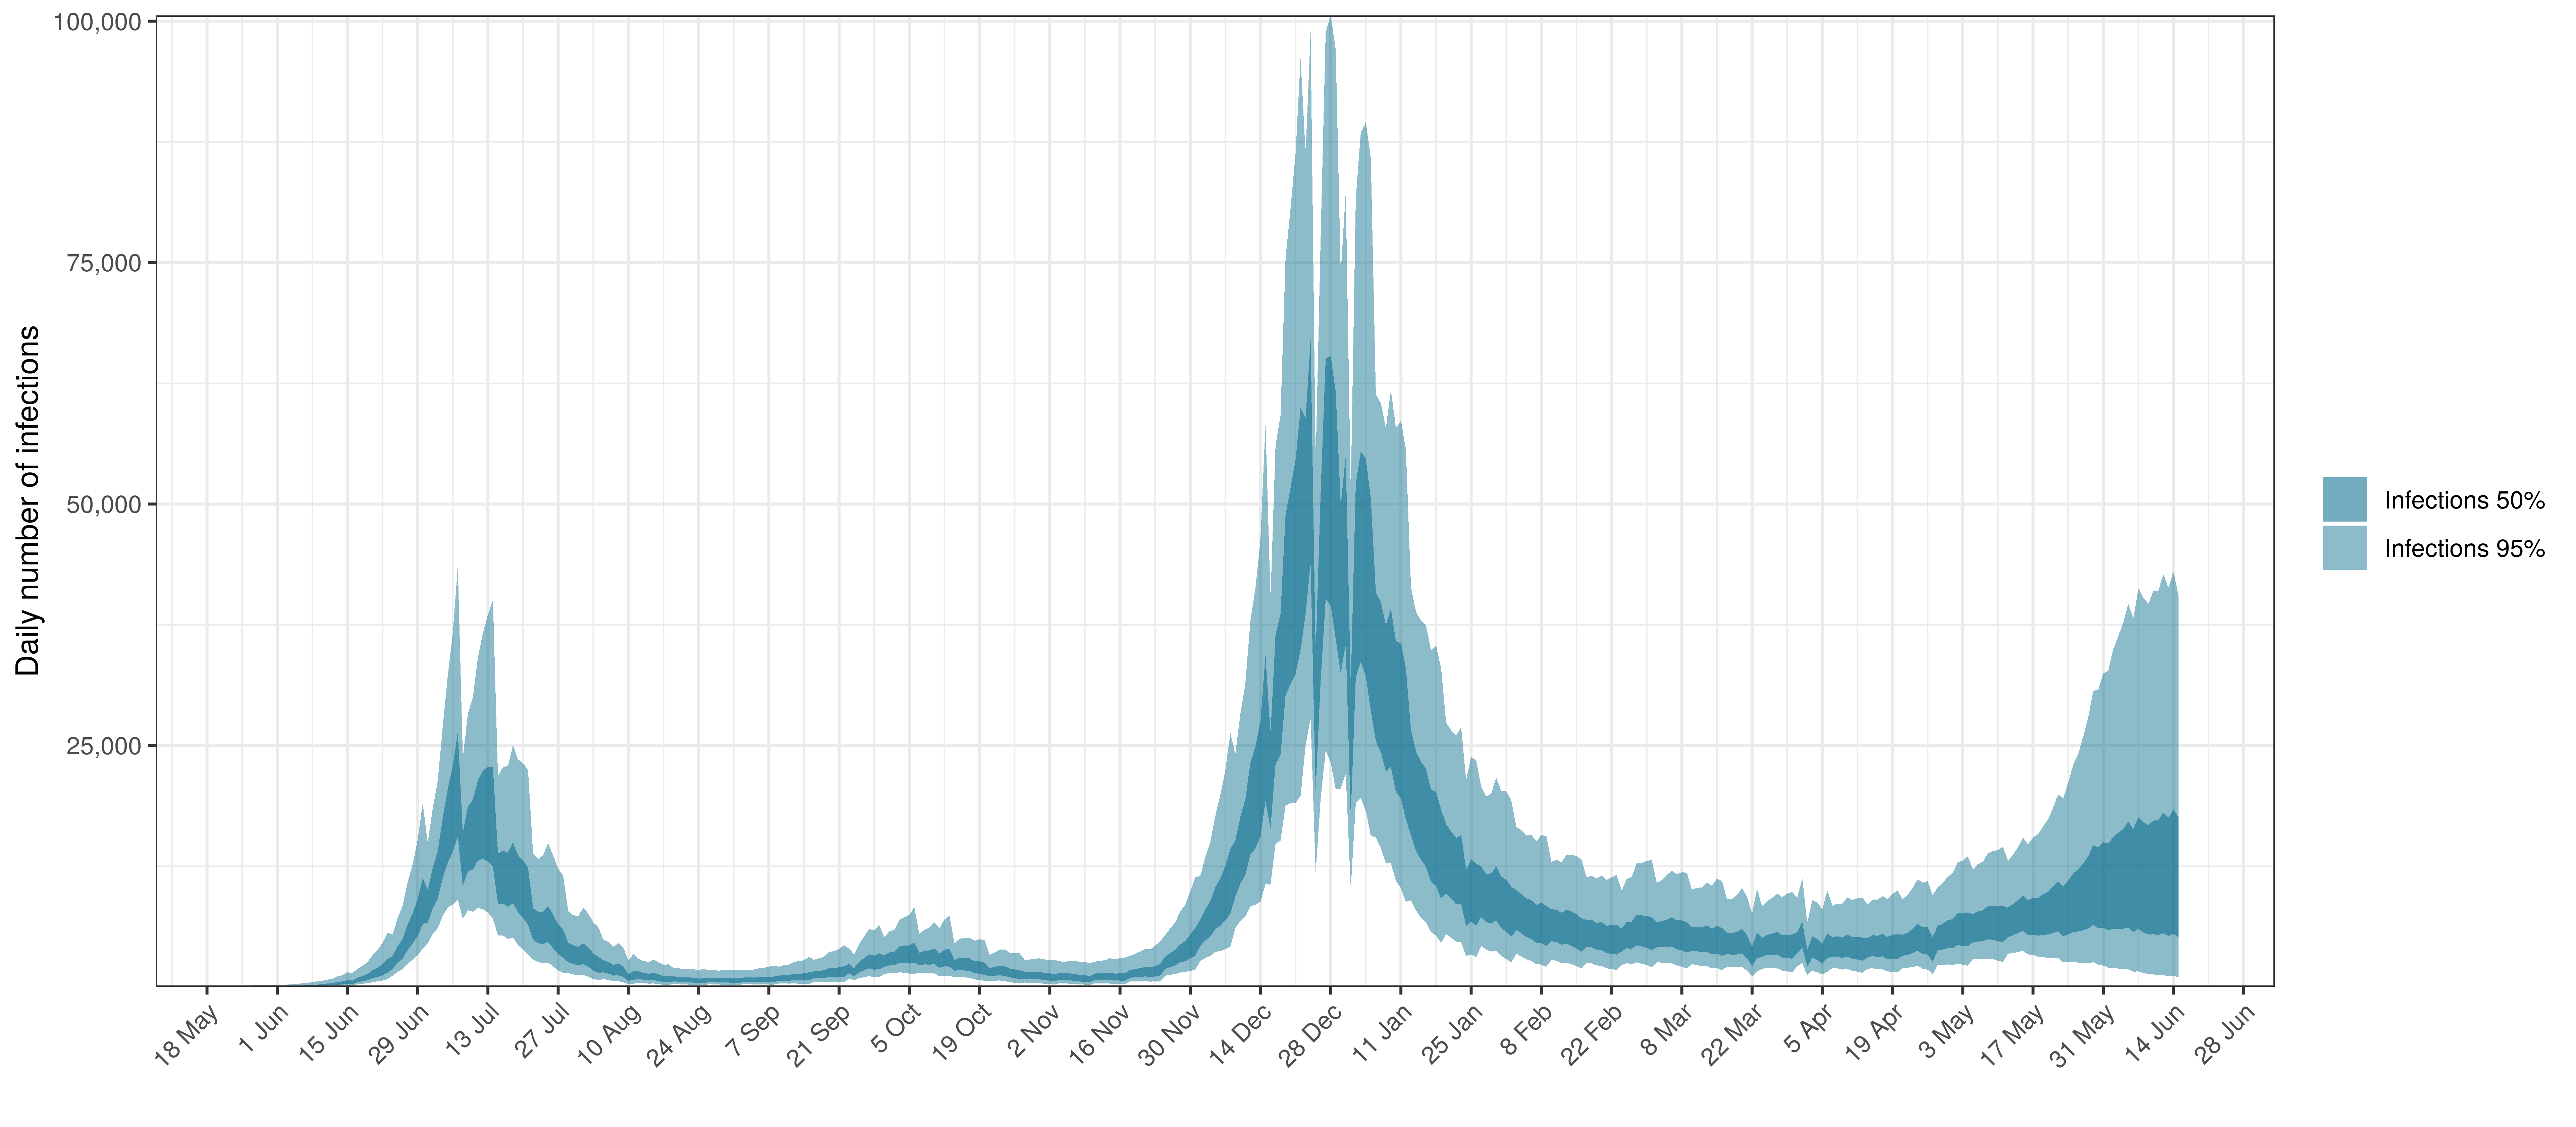 Daily number of infections
100,000
75,000
50,000
25,000
18 May
1 Jun
15 Jun
29 Jun
13 Jul
27 Jul
10 Aug
24 Aug
7 Sep
21 Sep
5 Oct
19 Oct
2 Nov
16 Nov
30 Nov
14 Dec
28 Dec
11 Jan
25 Jan
8 Feb
22 Feb
8 Mar
22 Mar
5 Apr
19 Apr
3 May
17 May
31 May
14 Jun
28 Jun
Infections 50%
Infections 95%